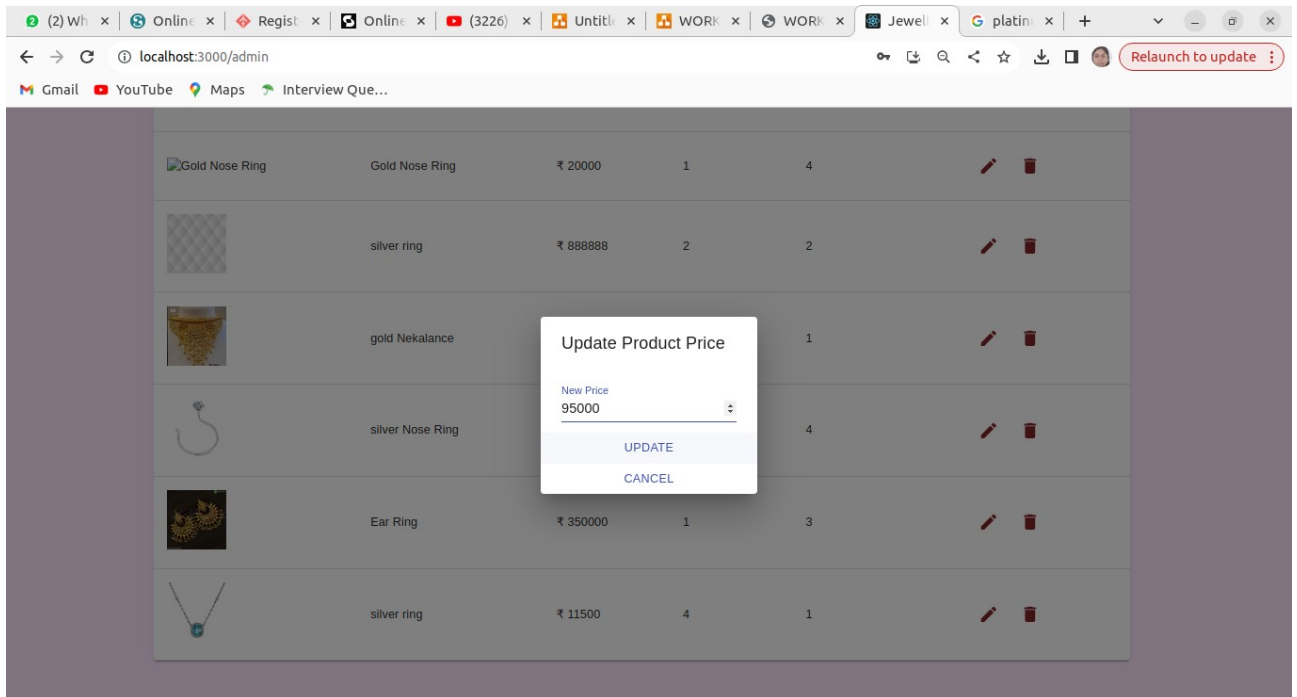 (2) Wh Online Regist Online (3226) Untitle WORK WORK Jewell platin
localhost:3000/admin Relaunch to update
Gmail YouTube Maps Interview Que...
Gold Nose Ring Gold Nose Ring ₹ 20000 1 4
silver ring ₹ 888888 2 2
gold Nekalance 1
Update Product Price
New Price
95000
silver Nose Ring 4
UPDATE
CANCEL
Ear Ring ₹ 350000 1 3
silver ring ₹ 11500 4 1